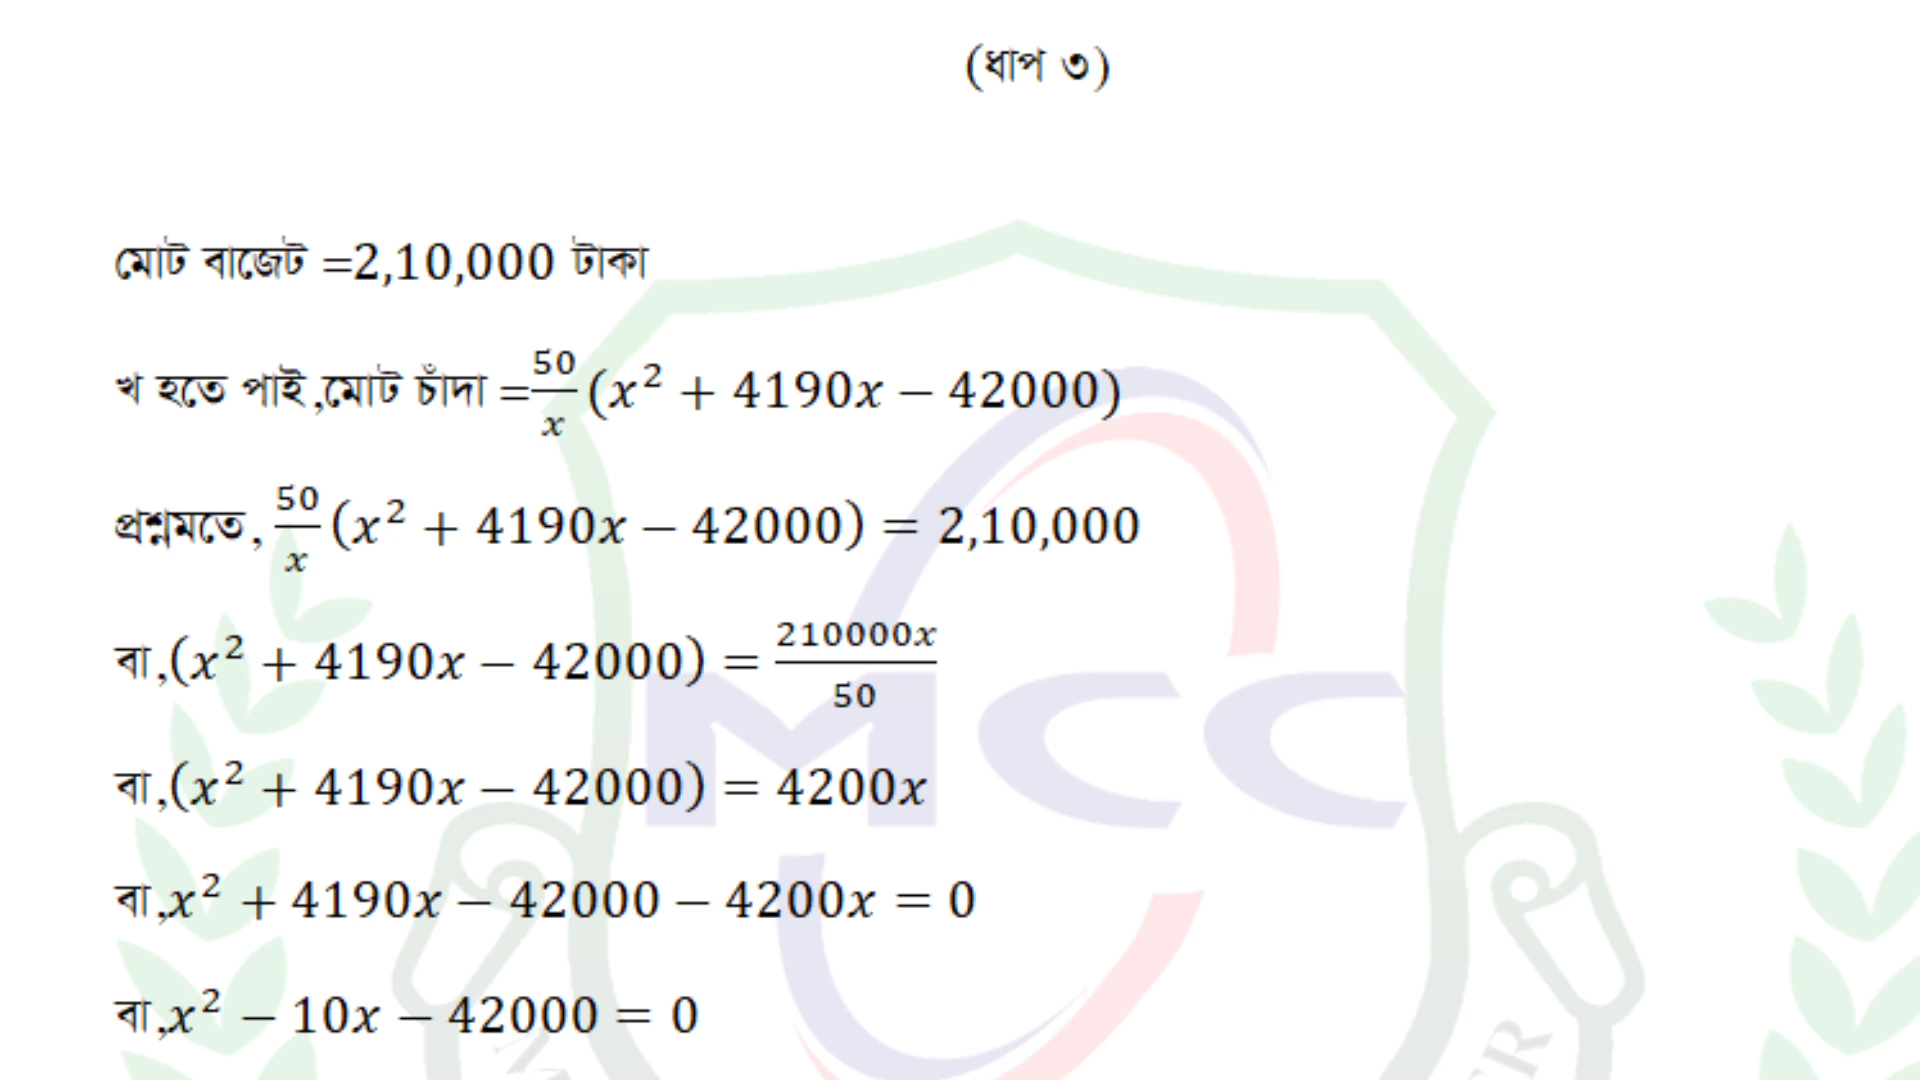 (ধাপ ৩)
মোট বাজেট =2,10,000 টাকা
খ হতে পাই,মোট চাঁদা =50/x (x² + 4190x − 42000)
প্রশ্নমতে, 50/x (x² + 4190x − 42000) = 2,10,000
বা,(x² + 4190x − 42000) = 210000x/50
বা,(x² + 4190x − 42000) = 4200x
বা,x² + 4190x − 42000 − 4200x = 0
বা,x² − 10x − 42000 = 0
MCC